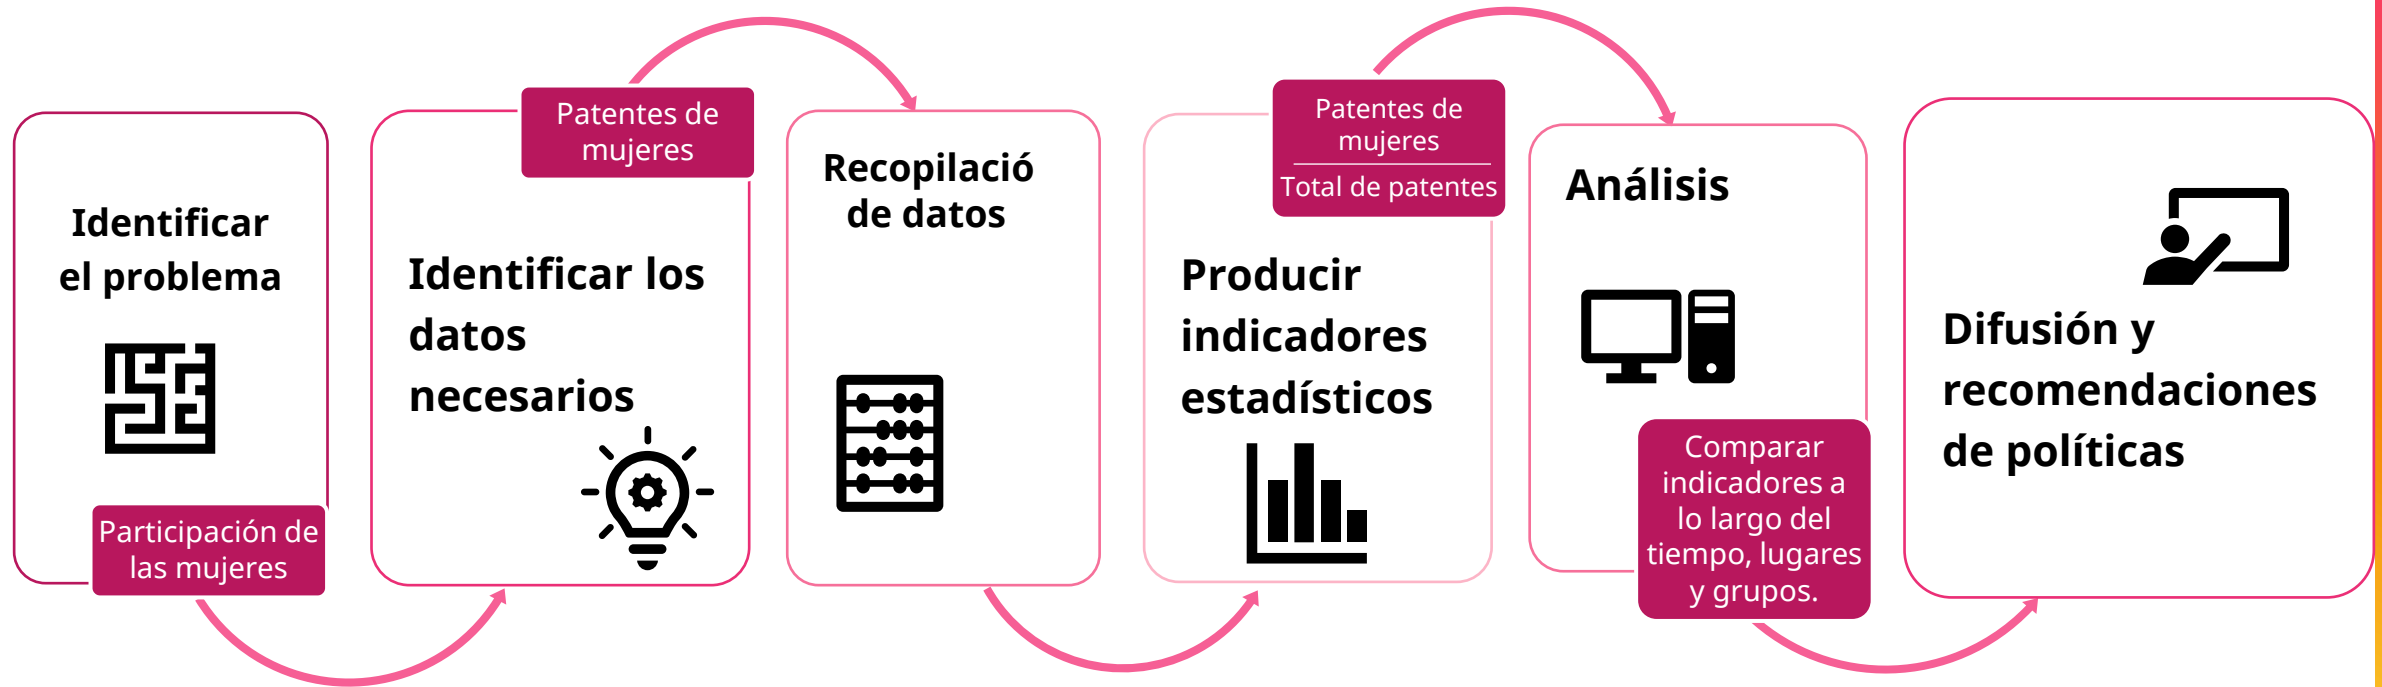 Identificar
el problema
Participación de
las mujeres
Patentes de
mujeres
Identificar los
datos
necesarios
Recopilació
de datos
Patentes de
mujeres
Total de patentes
Producir
indicadores
estadísticos
Análisis
Comparar
indicadores a
lo largo del
tiempo, lugares
y grupos.
Difusión y
recomendaciones
de políticas